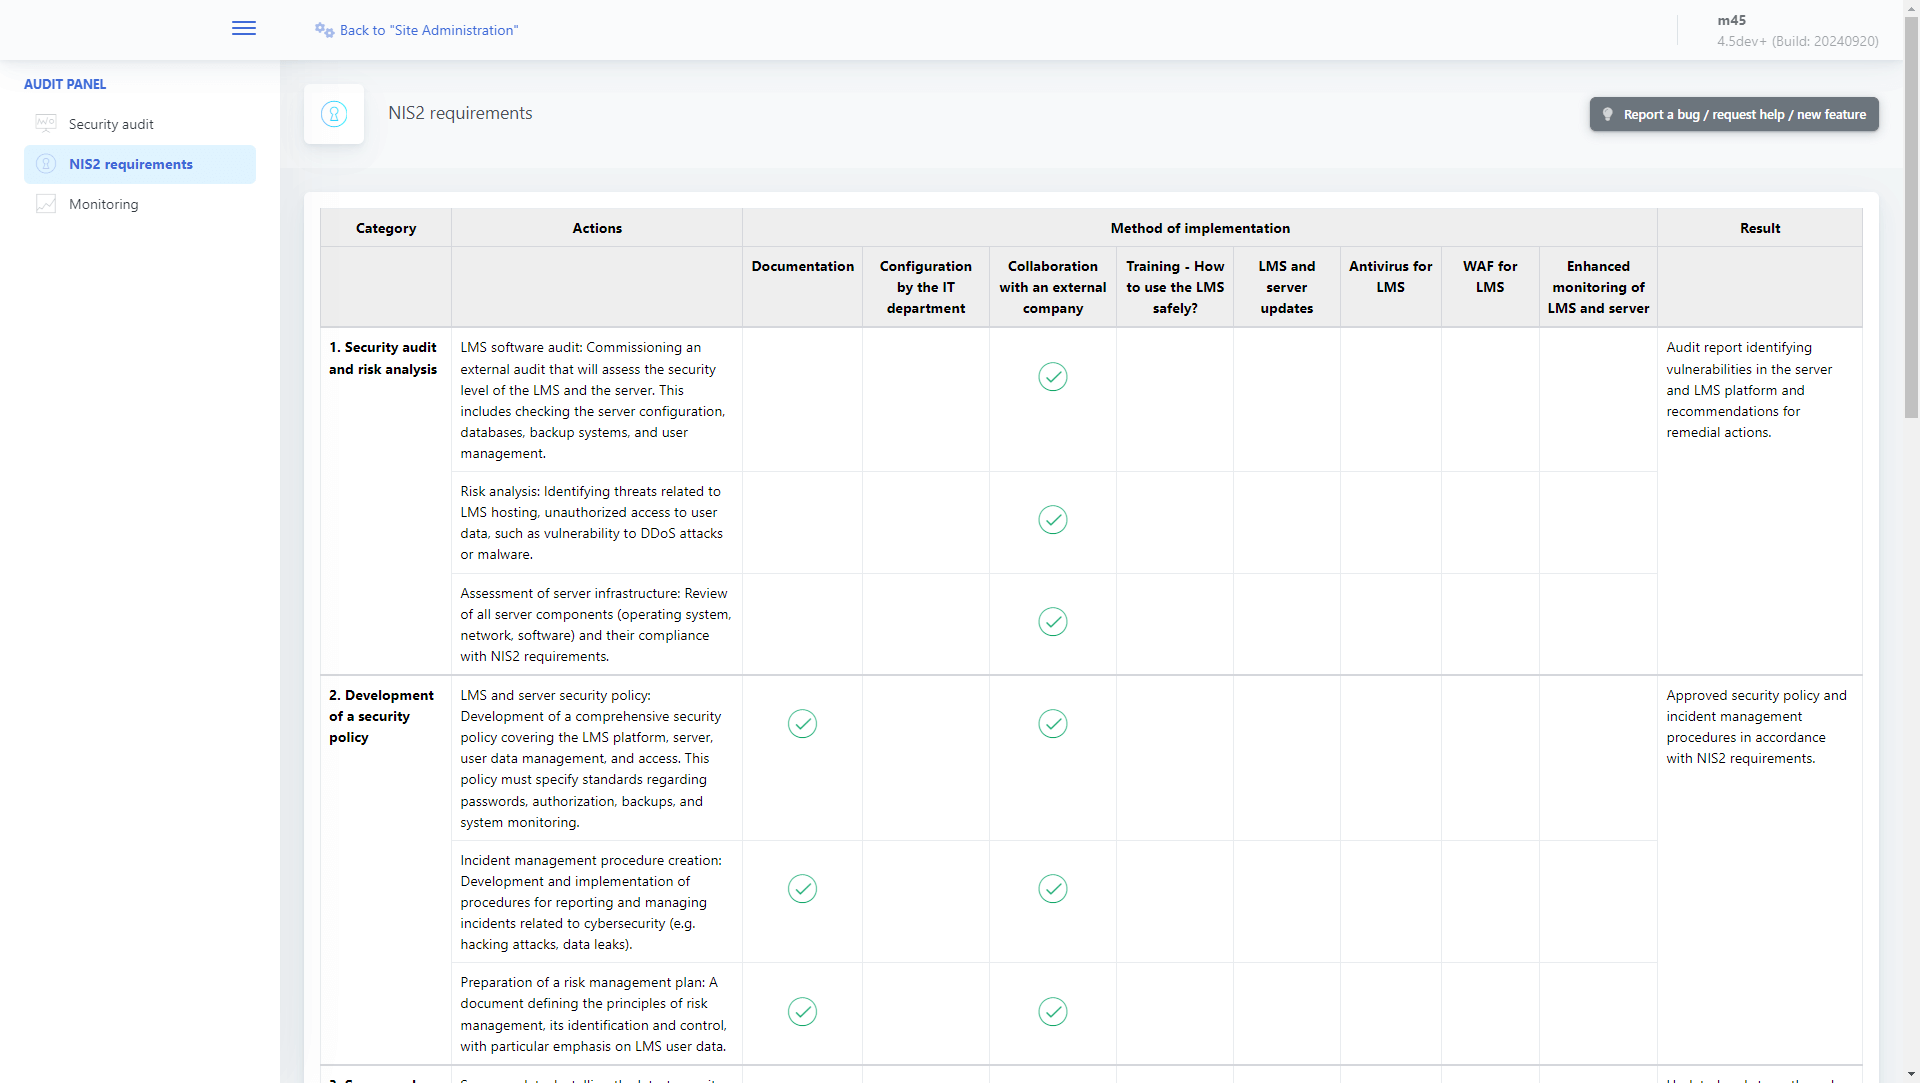 Back to "Site Administration"
m45
4.5dev+ (Build: 20240920)
AUDIT PANEL
Security audit
NIS2 requirements
Monitoring
NIS2 requirements
Report a bug / request help / new feature
Category
Actions
Method of implementation
Result
Documentation
Configuration
by the IT
department
Collaboration
with an external
company
Training - How
to use the LMS
safely?
LMS and
server
updates
Antivirus for
LMS
WAF for
LMS
Enhanced
monitoring of
LMS and server
1. Security audit
and risk analysis
LMS software audit: Commissioning an
external audit that will assess the security
level of the LMS and the server. This
includes checking the server configuration,
databases, backup systems, and user
management.
Audit report identifying
vulnerabilities in the server
and LMS platform and
recommendations for
remedial actions.
Risk analysis: Identifying threats related to
LMS hosting, unauthorized access to user
data, such as vulnerability to DDoS attacks
or malware.
Assessment of server infrastructure: Review
of all server components (operating system,
network, software) and their compliance
with NIS2 requirements.
2. Development
of a security
policy
LMS and server security policy:
Development of a comprehensive security
policy covering the LMS platform, server,
user data management, and access. This
policy must specify standards regarding
passwords, authorization, backups, and
system monitoring.
Approved security policy and
incident management
procedures in accordance
with NIS2 requirements.
Incident management procedure creation:
Development and implementation of
procedures for reporting and managing
incidents related to cybersecurity (e.g.
hacking attacks, data leaks).
Preparation of a risk management plan: A
document defining the principles of risk
management, its identification and control,
with particular emphasis on LMS user data.